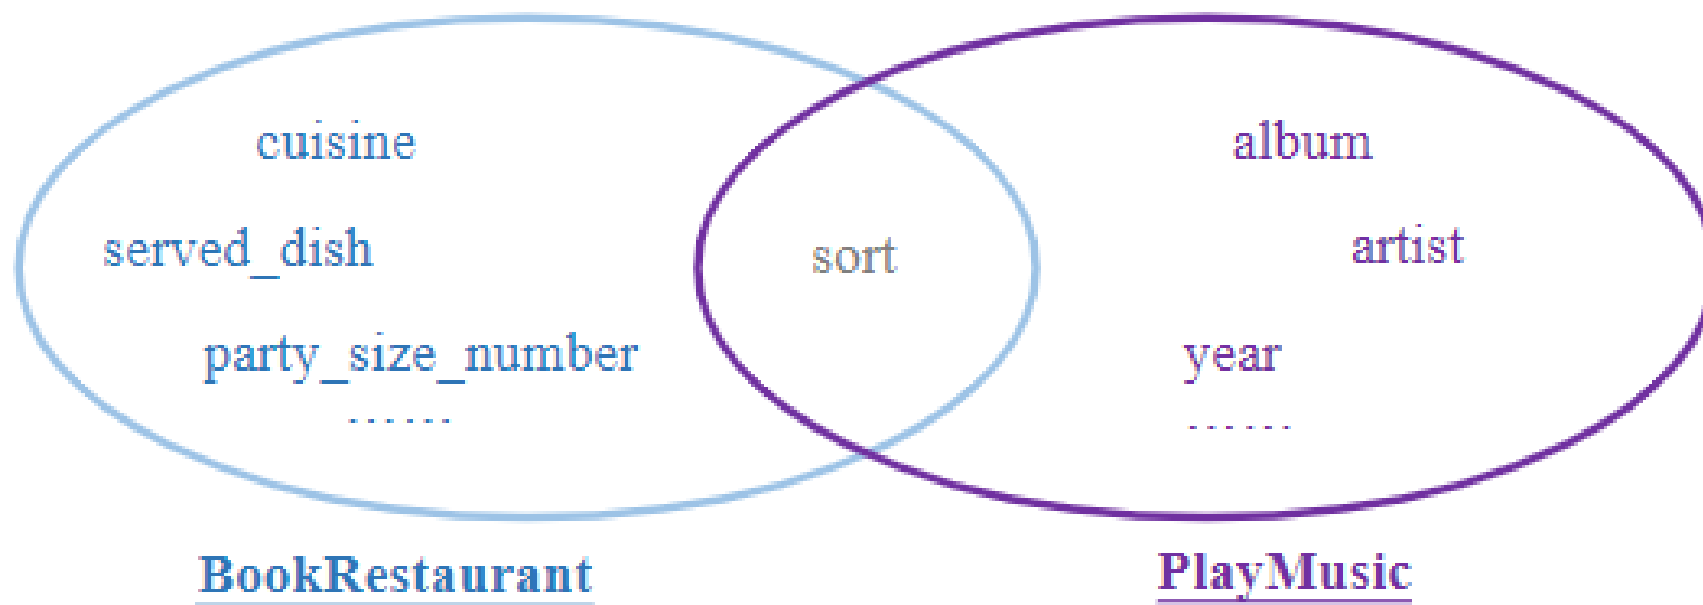 cuisine
album
served_dish
sort
artist
party_size_number
year
......
......
BookRestaurant
PlayMusic